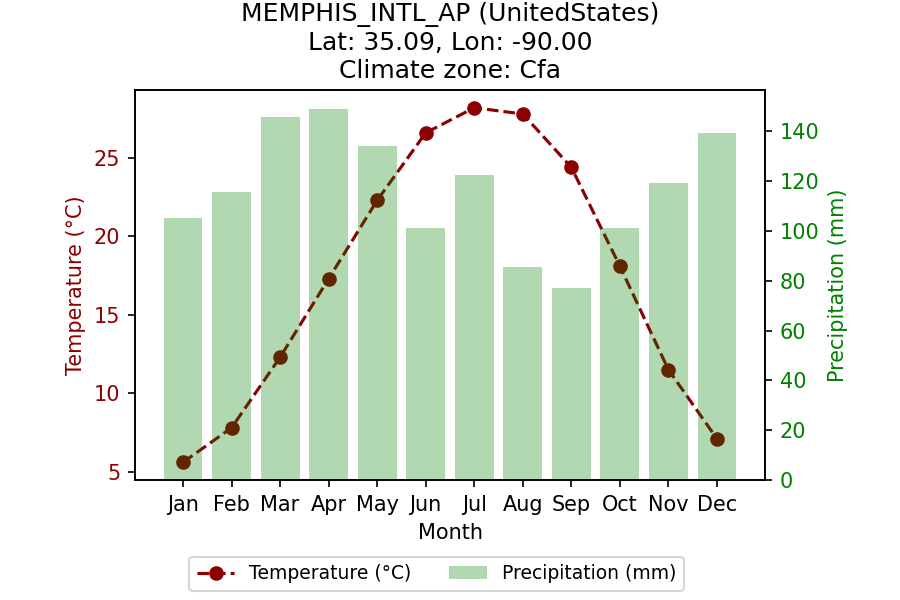 MEMPHIS_INTL_AP (UnitedStates)
Lat: 35.09, Lon: -90.00
Climate zone: Cfa
Temperature (°C)
25
20
15
10
5
140
120
100
80
60
40
20
0
Precipitation (mm)
Jan Feb Mar Apr May Jun Jul Aug Sep Oct Nov Dec
Month
Temperature (°C) Precipitation (mm)